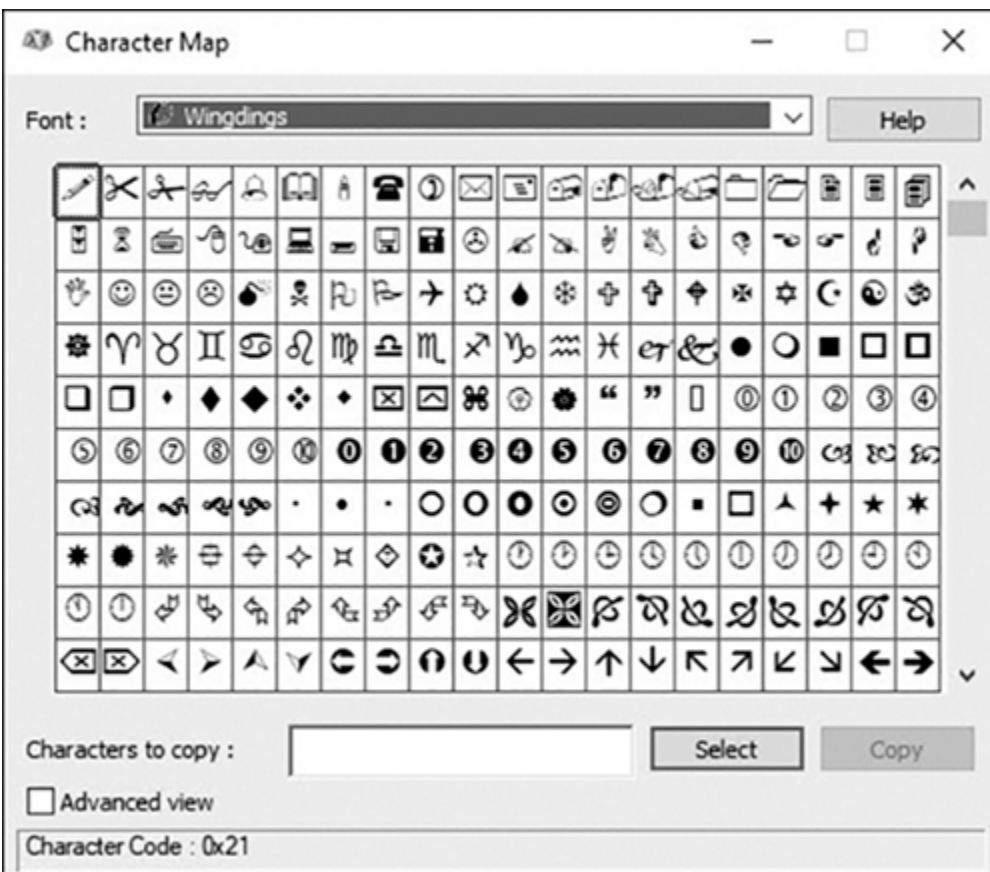 Character Map
Font : Wingdings Help
Characters to copy : Select Copy
Advanced view
Character Code : 0x21